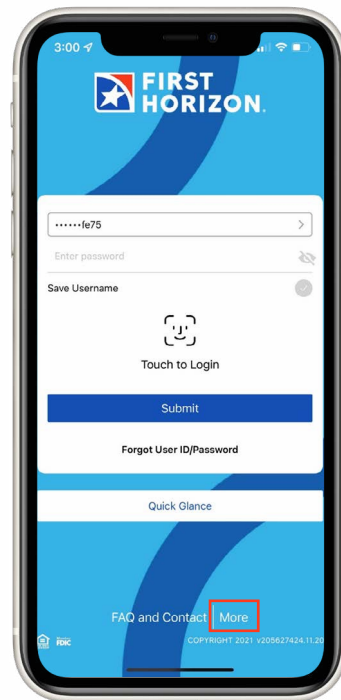 3:00
FIRST
HORIZON.
······fe75
Enter password
Save Username
Touch to Login
Submit
Forgot User ID/Password
Quick Glance
FAQ and Contact More
FDIC COPYRIGHT 2021 v205627424.11.20